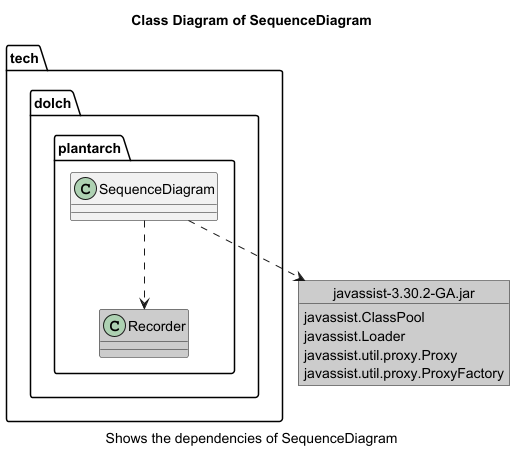 Class Diagram of SequenceDiagram
tech
dolch
plantarch
C SequenceDiagram
javassist-3.30.2-GA.jar
javassist.ClassPool
javassist.Loader
javassist.util.proxy.Proxy
javassist.util.proxy.ProxyFactory
C Recorder
Shows the dependencies of SequenceDiagram